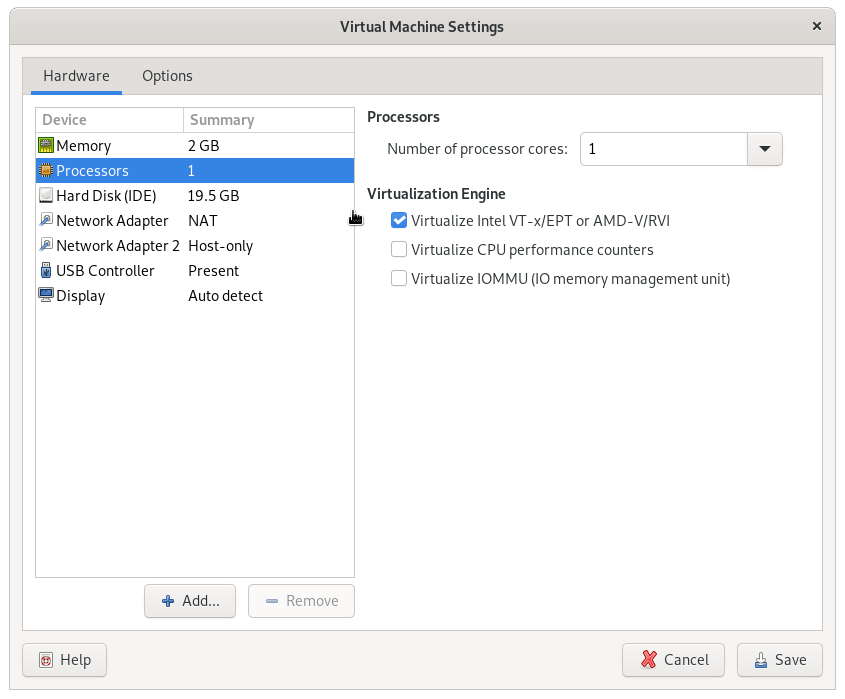 Virtual Machine Settings
Hardware Options
Device Summary
Memory 2 GB
Processors 1
Hard Disk (IDE) 19.5 GB
Network Adapter NAT
Network Adapter 2 Host-only
USB Controller Present
Display Auto detect
Add... Remove
Processors
Number of processor cores: 1
Virtualization Engine
Virtualize Intel VT-x/EPT or AMD-V/RVI
Virtualize CPU performance counters
Virtualize IOMMU (IO memory management unit)
Help Cancel Save